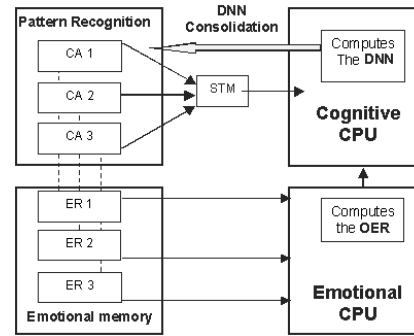 DNN
Consolidation
Pattern Recognition
CA 1
CA 2
CA 3
STM
Computes
The DNN
Cognitive
CPU
ER 1
ER 2
ER 3
Emotional memory
Computes
the OER
Emotional
CPU